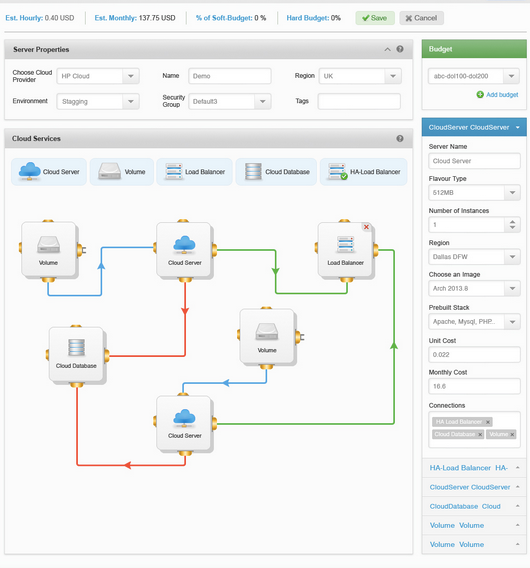 Est. Hourly: 0.40 USD Est. Monthly: 137.75 USD % of Soft-Budget: 0 % Hard Budget: 0% Save Cancel
Server Properties
Choose Cloud Provider HP Cloud Name Demo Region UK
Environment Stagging Security Group Default3 Tags
Cloud Services
Cloud Server Volume Load Balancer Cloud Database HA-Load Balancer
Volume
Cloud Server
Load Balancer
Volume
Cloud Database
Cloud Server
Budget
abc-dol100-dol200
Add budget
CloudServer CloudServer
Server Name
Cloud Server
Flavour Type
512MB
Number of Instances
1
Region
Dallas DFW
Choose an Image
Arch 2013.8
Prebuilt Stack
Apache, Mysql, PHP..
Unit Cost
0.022
Monthly Cost
16.6
Connections
HA Load Balancer x
Cloud Database x Volume x
HA-Load Balancer HA-
CloudServer CloudServer
CloudDatabase Cloud
Volume Volume
Volume Volume